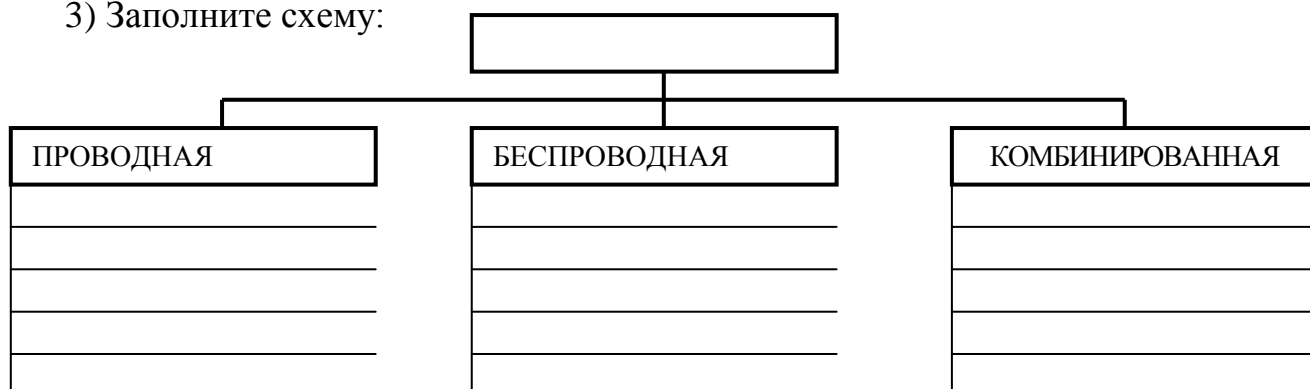 3) Заполните схему:
ПРОВОДНАЯ
БЕСПРОВОДНАЯ
КОМБИНИРОВАННАЯ